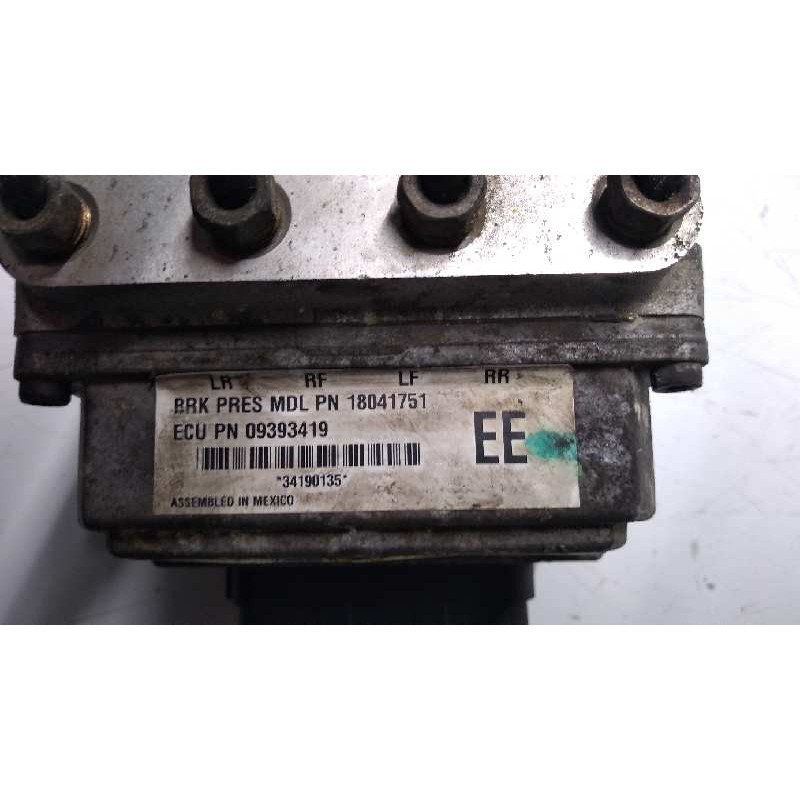 LR RF LF RR
BRK PRES MDL PN 18041751
ECU PN 09393419
EE
*34190135*
ASSEMBLED IN MEXICO